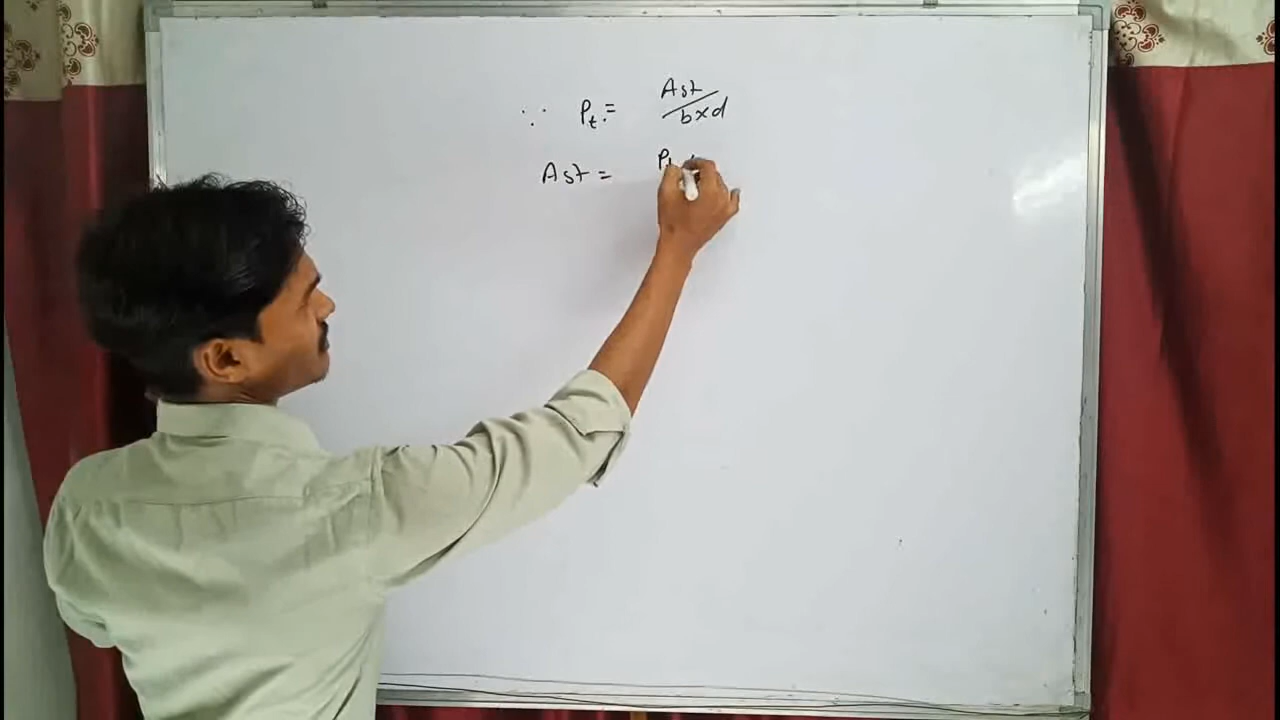 ∵ Pt = Ast/b×d
Ast = P